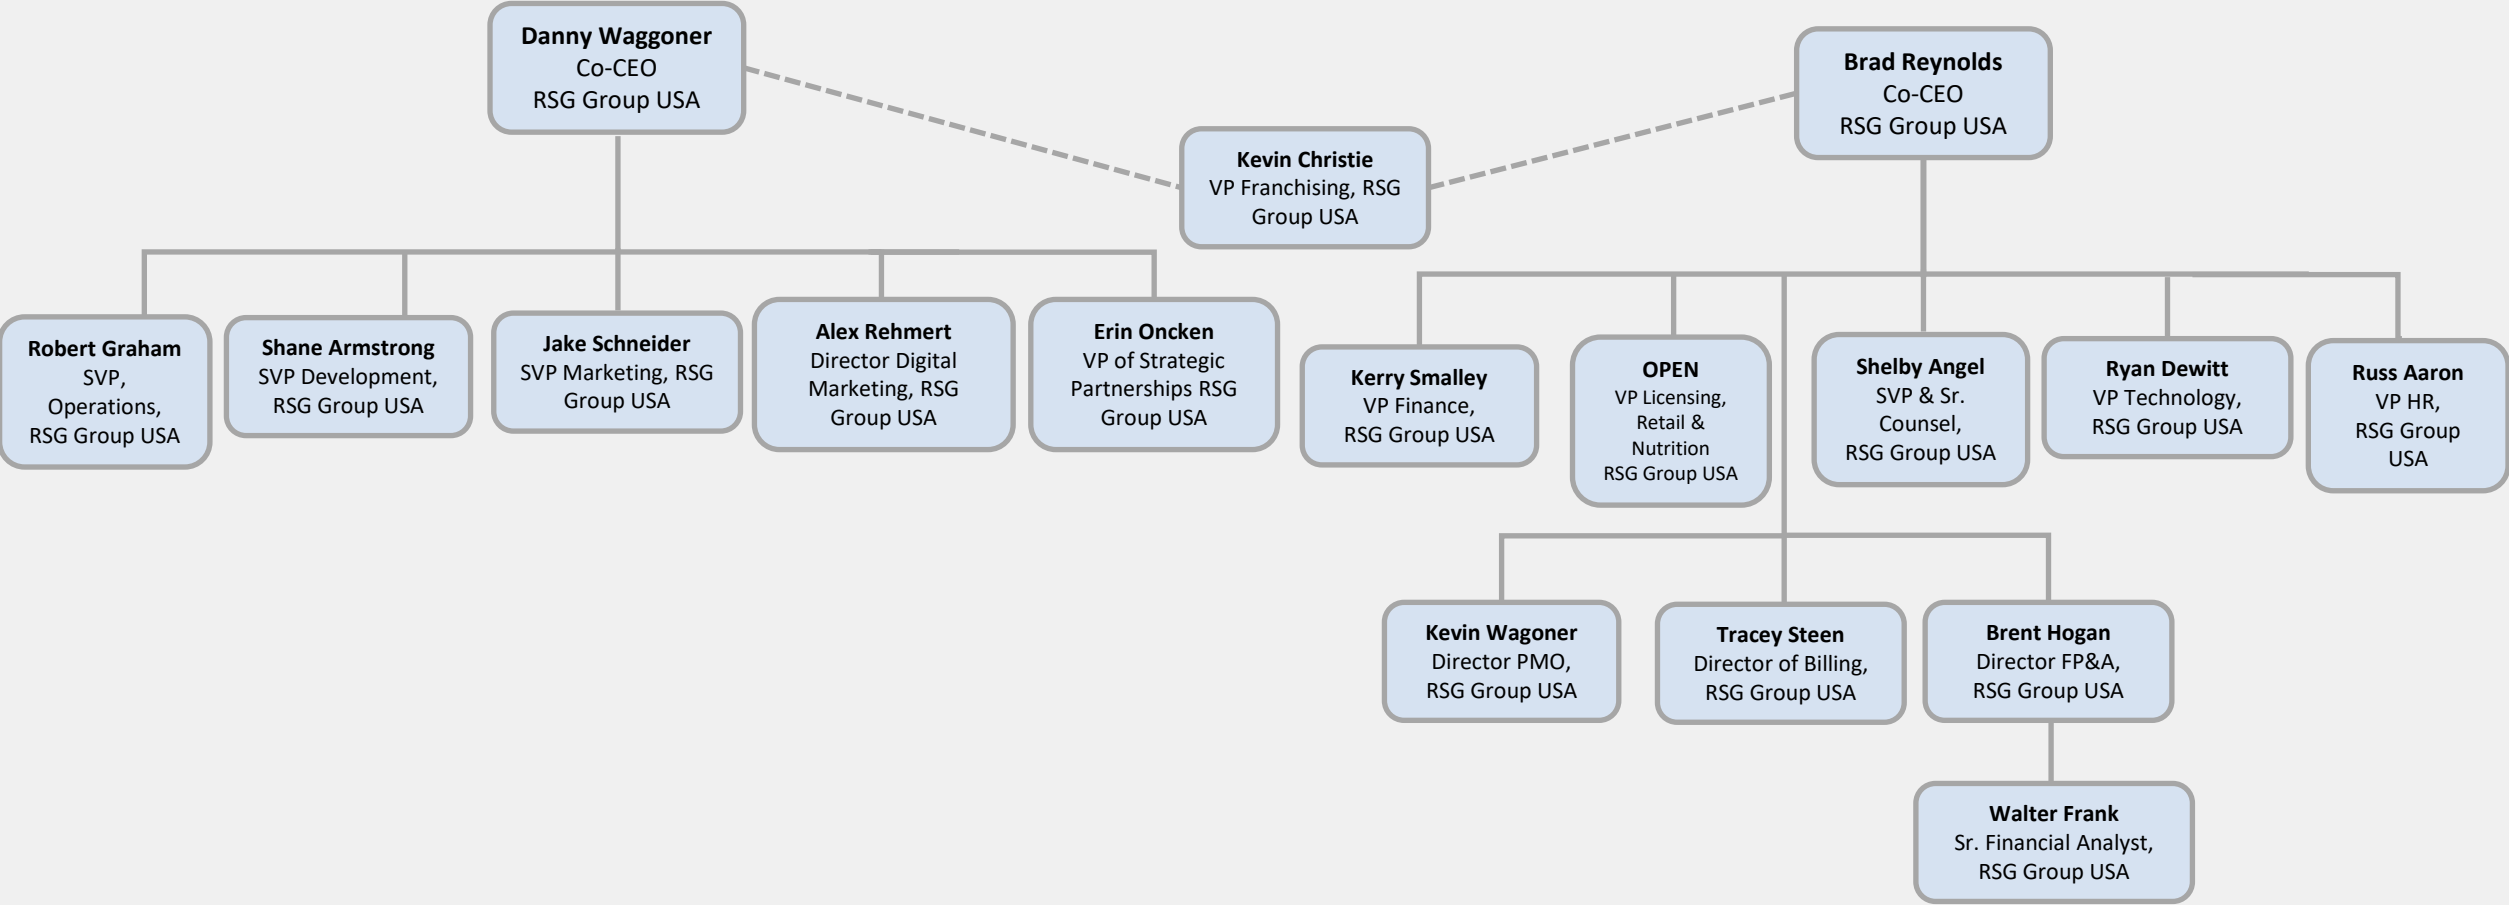 Danny Waggoner
Co-CEO
RSG Group USA
Brad Reynolds
Co-CEO
RSG Group USA
Kevin Christie
VP Franchising, RSG
Group USA
Robert Graham
SVP,
Operations,
RSG Group USA
Shane Armstrong
SVP Development,
RSG Group USA
Jake Schneider
SVP Marketing, RSG
Group USA
Alex Rehmert
Director Digital
Marketing, RSG
Group USA
Erin Oncken
VP of Strategic
Partnerships RSG
Group USA
Kerry Smalley
VP Finance,
RSG Group USA
OPEN
VP Licensing,
Retail &
Nutrition
RSG Group USA
Shelby Angel
SVP & Sr.
Counsel,
RSG Group USA
Ryan Dewitt
VP Technology,
RSG Group USA
Russ Aaron
VP HR,
RSG Group
USA
Kevin Wagoner
Director PMO,
RSG Group USA
Tracey Steen
Director of Billing,
RSG Group USA
Brent Hogan
Director FP&A,
RSG Group USA
Walter Frank
Sr. Financial Analyst,
RSG Group USA